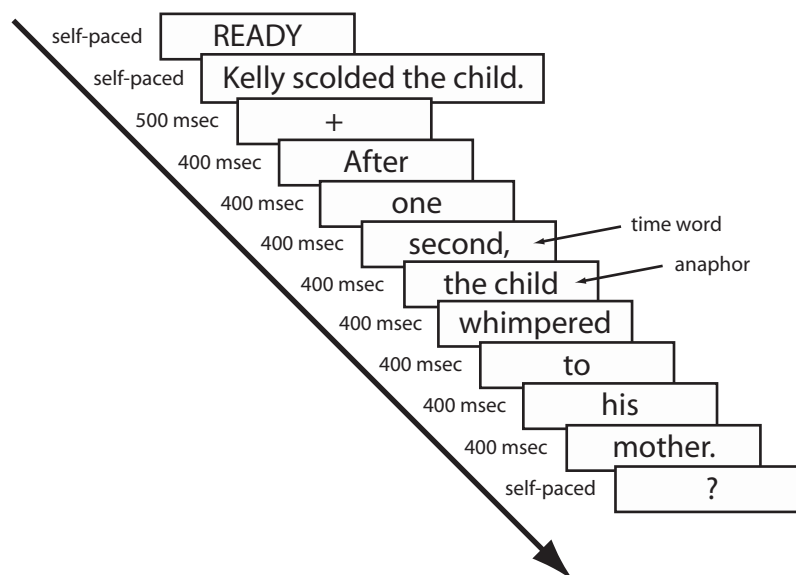 self-paced READY
self-paced Kelly scolded the child.
500 msec +
400 msec After
400 msec one
400 msec second, time word
400 msec the child anaphor
400 msec whimpered
400 msec to
400 msec his
400 msec mother.
self-paced ?